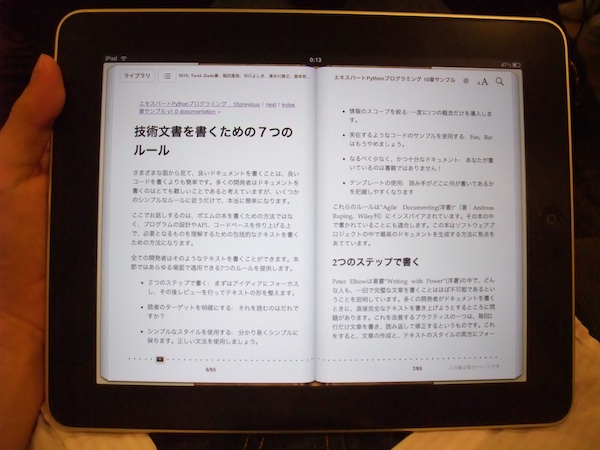 iPad
0:13
47%
ライブラリ
エキスパートPythonプログラミング 10章サンプル
AA
エキスパートPythonプログラミング 10previous | next | index
章サンプル v1.0 documentation »
技術文書を書くための7つの
ルール
さまざまな面から見て、良いドキュメントを書くことは、良い
コードを書くよりも簡単です。多くの開発者はドキュメントを
書くのはとても難しいことであると考えていますが、いくつか
のシンプルなルールに従うだけで、本当に簡単になります。
ここでお話しするのは、ポエムの本を書くための方法ではな
く、プログラムの設計やAPI、コードベースを作り上げる上
で、必要となるものを理解するための包括的なテキストを書く
ための方法になります。
全ての開発者はそのようなテキストを書くことができます。本
節ではあらゆる場面で適用できる7つのルールを提供します。
• 2つのステップで書く: まずはアイディアにフォーカス
し、その後レビューを行ってテキストの形を整えます。
• 読者のターゲットを明確にする: それを読むのはだれで
すか?
• シンプルなスタイルを使用する: 分かり易くシンプルに
保ちます。正しい文法を使用しましょう。
6/65
• 情報のスコープを絞る: 一度に1つの概念だけを導入しま
す。
• 実在するようなコードのサンプルを使用する: Foo, Bar
はもうやめましょう。
• なるべく少なく、かつ十分なドキュメント: あなたが書
いているのは書籍ではありません!
• テンプレートの使用: 読み手がどこに何が書いてあるか
を把握しやすくなります
これらのルールは"Agile Documenting(洋書)" (著 : Andreas
Ruping、Wiley刊) にインスパイアされています。その本の中
で書かれていることにも適合します。この本はソフトウェアプロ
ジェクトの中で最高のドキュメントを生成する方法に焦点を
あてています。
2つのステップで書く
Peter Elbowは著書"Writing with Power"(洋書)の中で、どん
な人も、一回で完璧な文章を書くことはほぼ不可能であるとい
うことを説明しています。多くの開発者がドキュメントを書く
ときに、直接完全なテキストを書き上げようとするところに問
題があります。これを改善するプラクティスの一つは、毎回2
行だけ文章を書き、読み返して修正するというものです。これ
をすると、文章の作成と、テキストのスタイルの両方にフォー
7/65